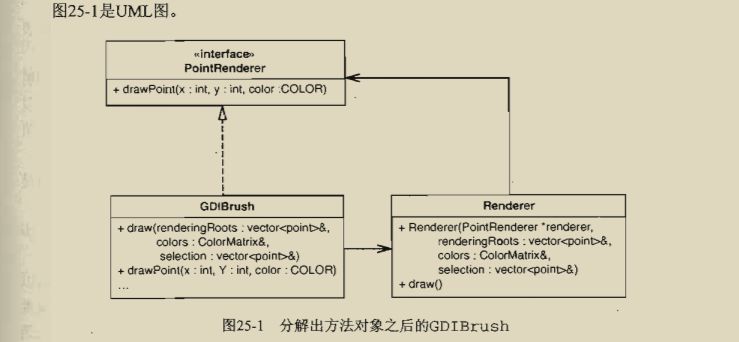 图25-1是UML图。
«interface»
PointRenderer
+ drawPoint(x : int, y : int, color :COLOR)
GDIBrush
+ draw(renderingRoots : vector<point>&,
colors : ColorMatrix&,
selection : vector<point>&)
+ drawPoint(x : int, Y : int, color : COLOR)
...
Renderer
+ Renderer(PointRenderer *renderer,
renderingRoots : vector<point>&,
colors : ColorMatrix&,
selection : vector<point>&)
+ draw()
图25-1 分解出方法对象之后的GDIBrush